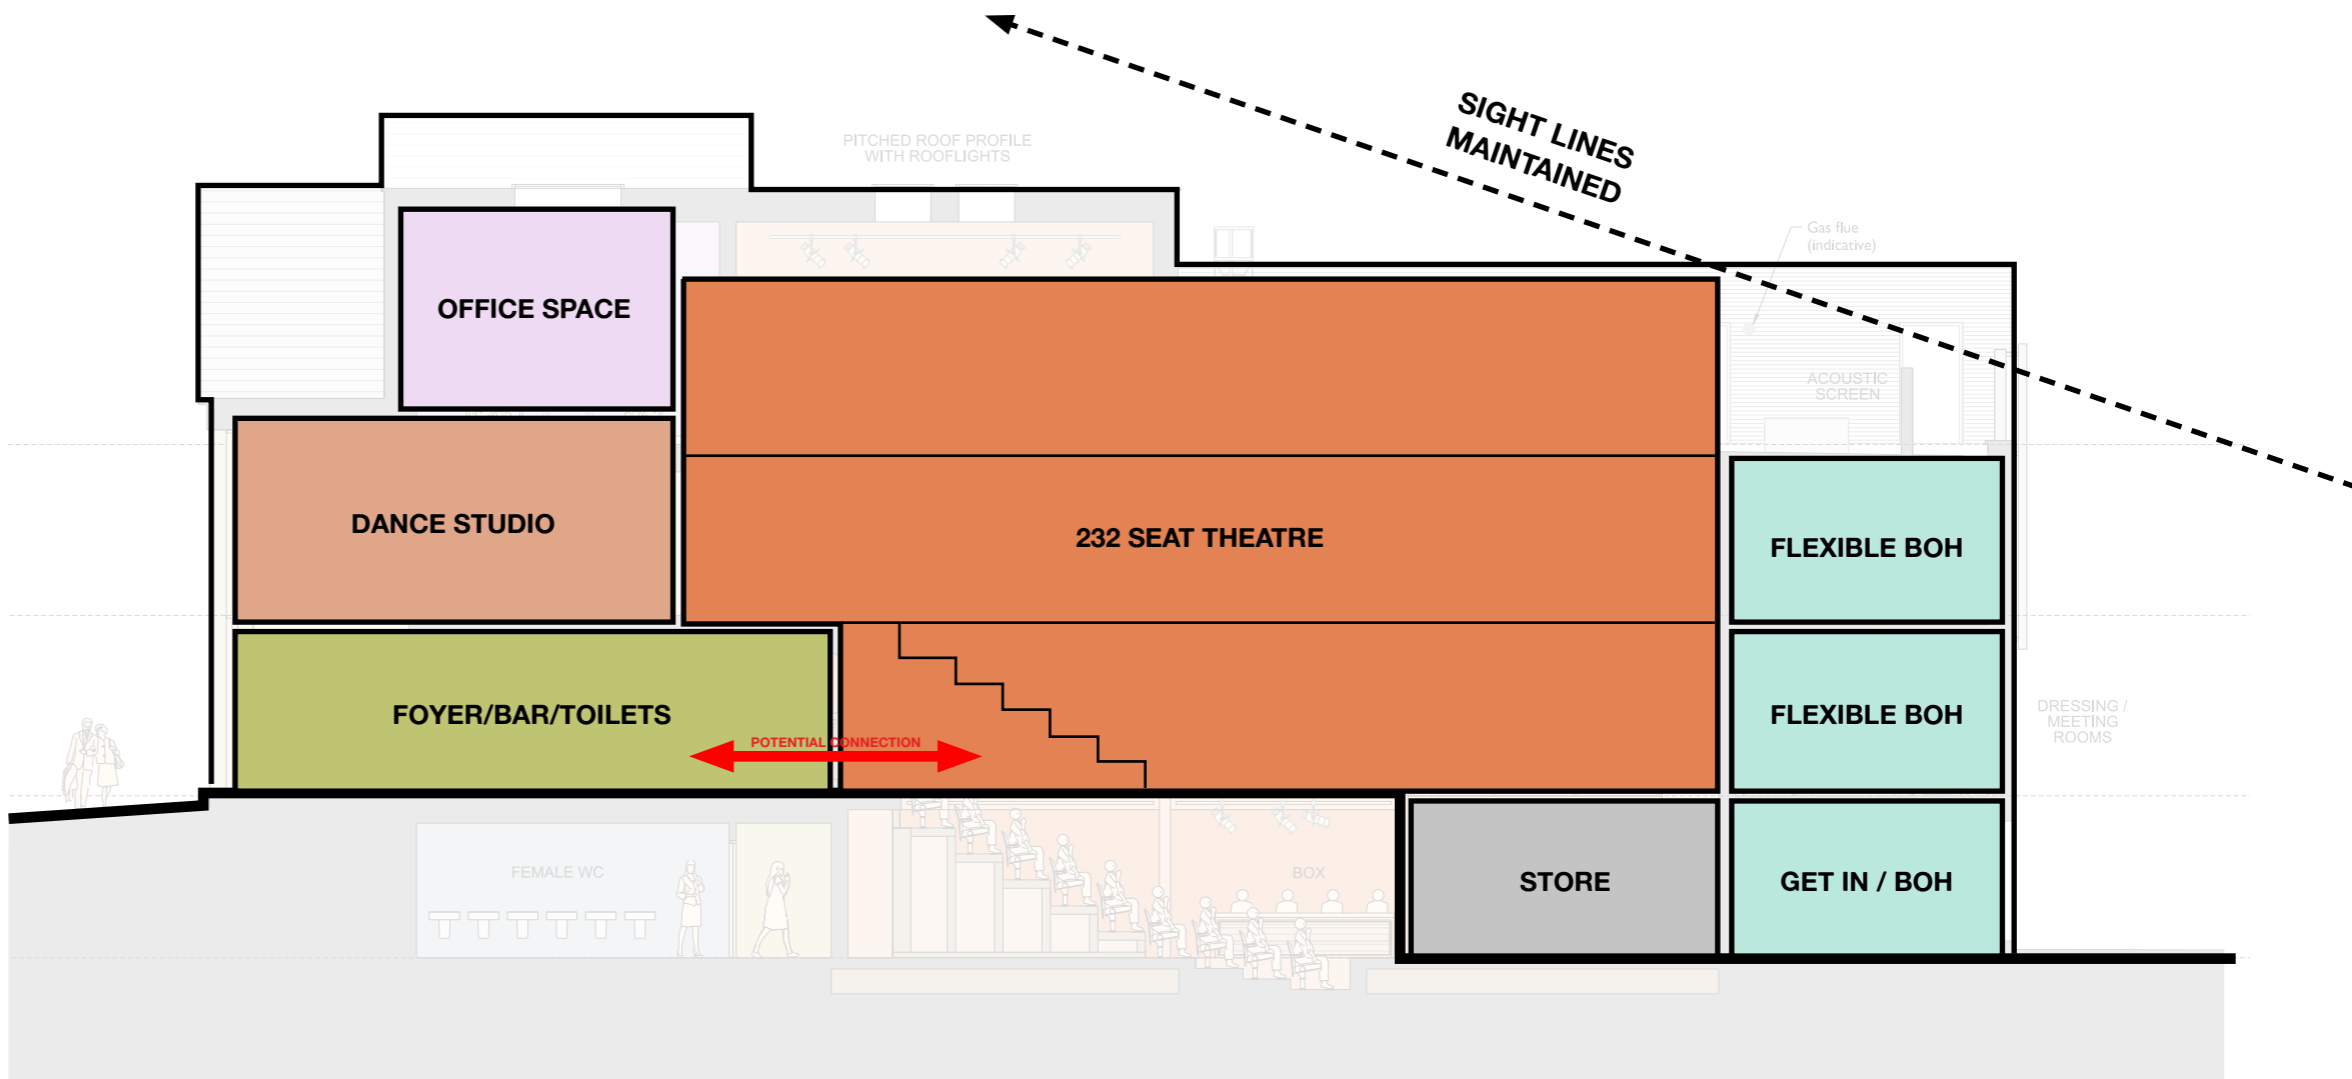 SIGHT LINES
MAINTAINED
PITCHED ROOF PROFILE
WITH ROOFLIGHTS
Gas flue
(indicative)
OFFICE SPACE
ACOUSTIC
SCREEN
DANCE STUDIO
232 SEAT THEATRE
FLEXIBLE BOH
FOYER/BAR/TOILETS
FLEXIBLE BOH
DRESSING /
MEETING
ROOMS
POTENTIAL CONNECTION
FEMALE WC
BOX
STORE
GET IN / BOH